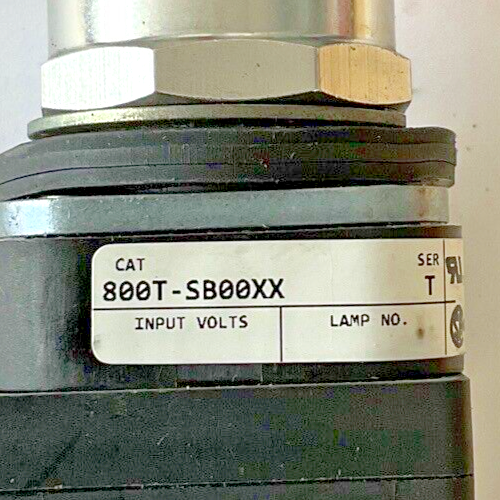 CAT
SER
800T-SB00XX
T
INPUT VOLTS
LAMP NO.